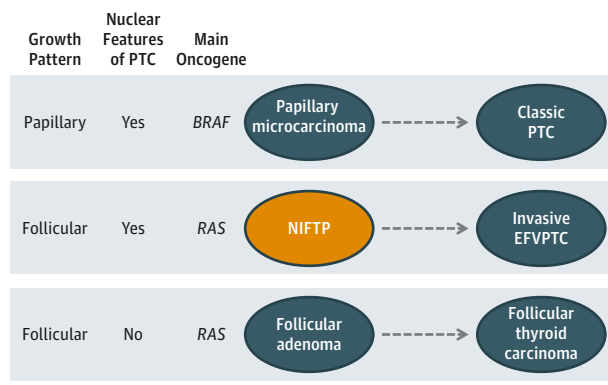 Growth Pattern
Nuclear Features of PTC
Main Oncogene
Papillary
Yes
BRAF
Papillary
microcarcinoma
Classic
PTC
Follicular
Yes
RAS
NIFTP
Invasive
EFVPTC
Follicular
No
RAS
Follicular
adenoma
Follicular
thyroid
carcinoma